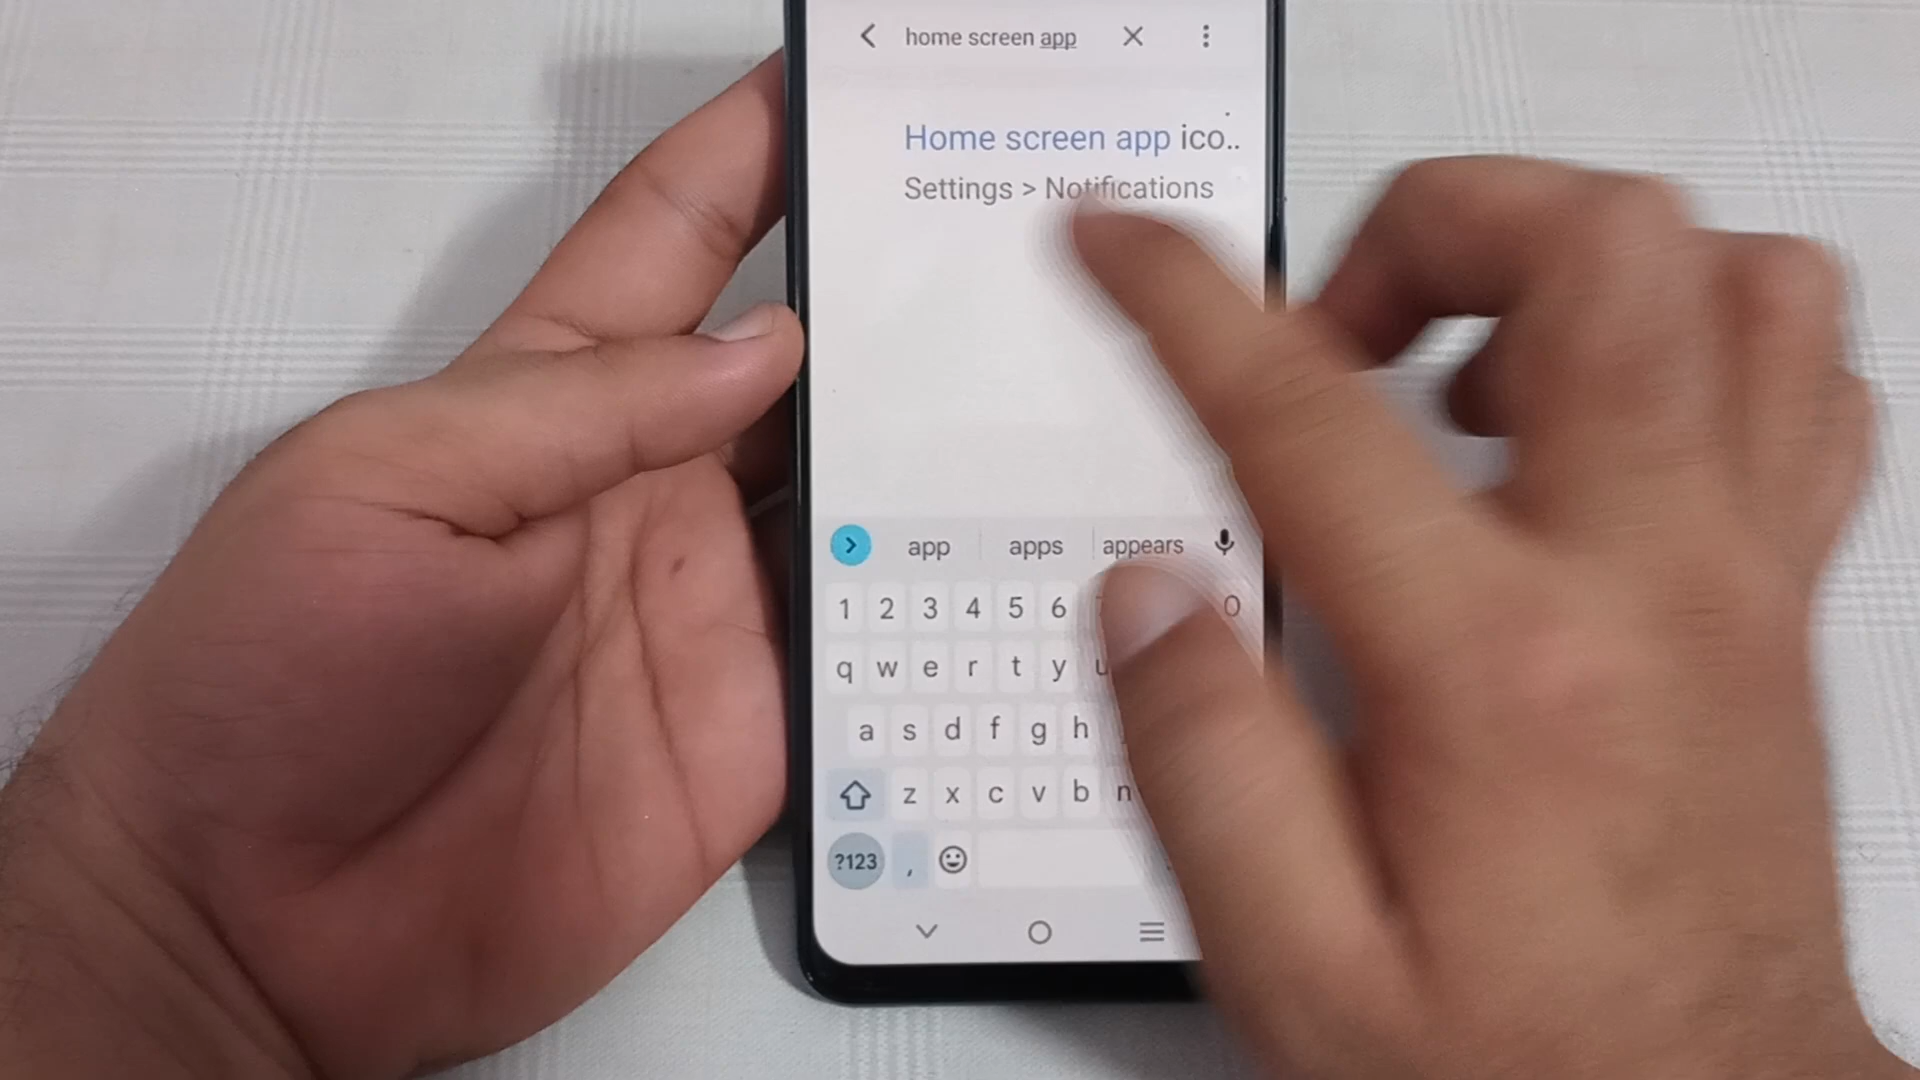 home screen app
Home screen app ico..
Settings > Notifications
app apps appears
1 2 3 4 5 6 0
q w e r t y u
a s d f g h
z x c v b n
?123 ,